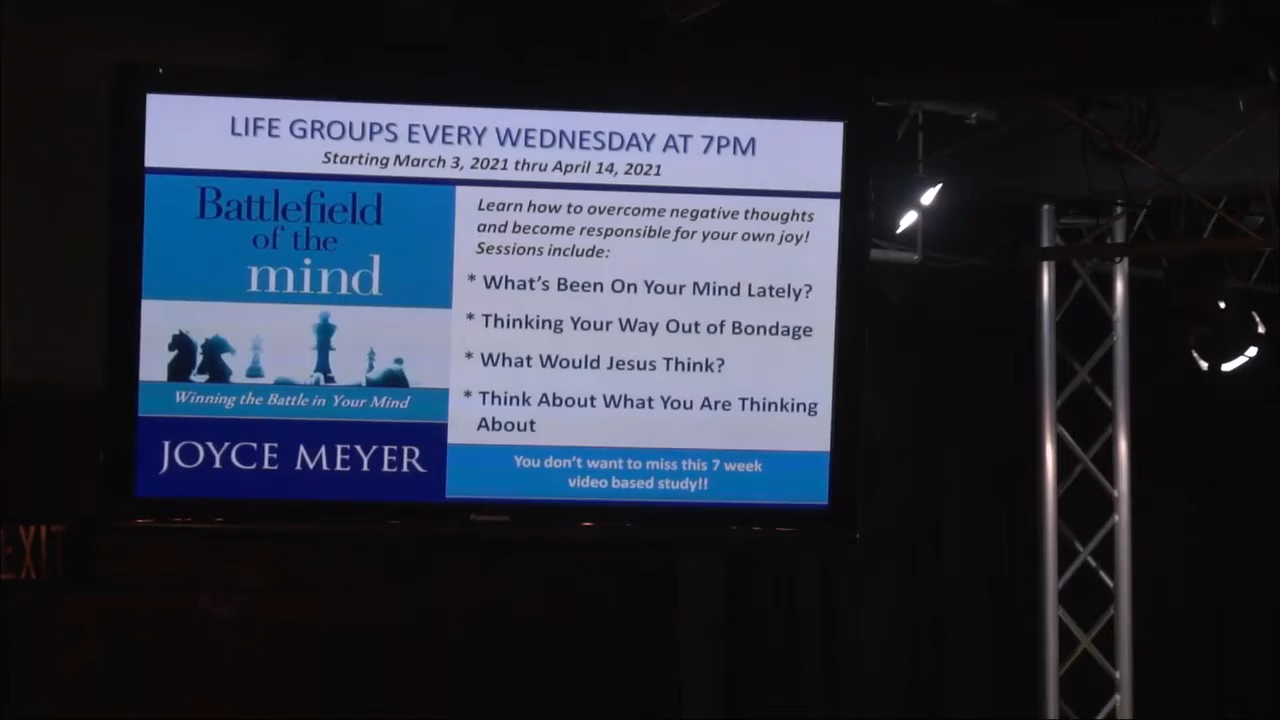 LIFE GROUPS EVERY WEDNESDAY AT 7PM
Starting March 3, 2021 thru April 14, 2021
Battlefield
of the
mind
Winning the Battle in Your Mind
JOYCE MEYER
Learn how to overcome negative thoughts
and become responsible for your own joy!
Sessions include:
* What's Been On Your Mind Lately?
* Thinking Your Way Out of Bondage
* What Would Jesus Think?
* Think About What You Are Thinking
About
You don't want to miss this 7 week
video based study!!
Panasonic
EXIT